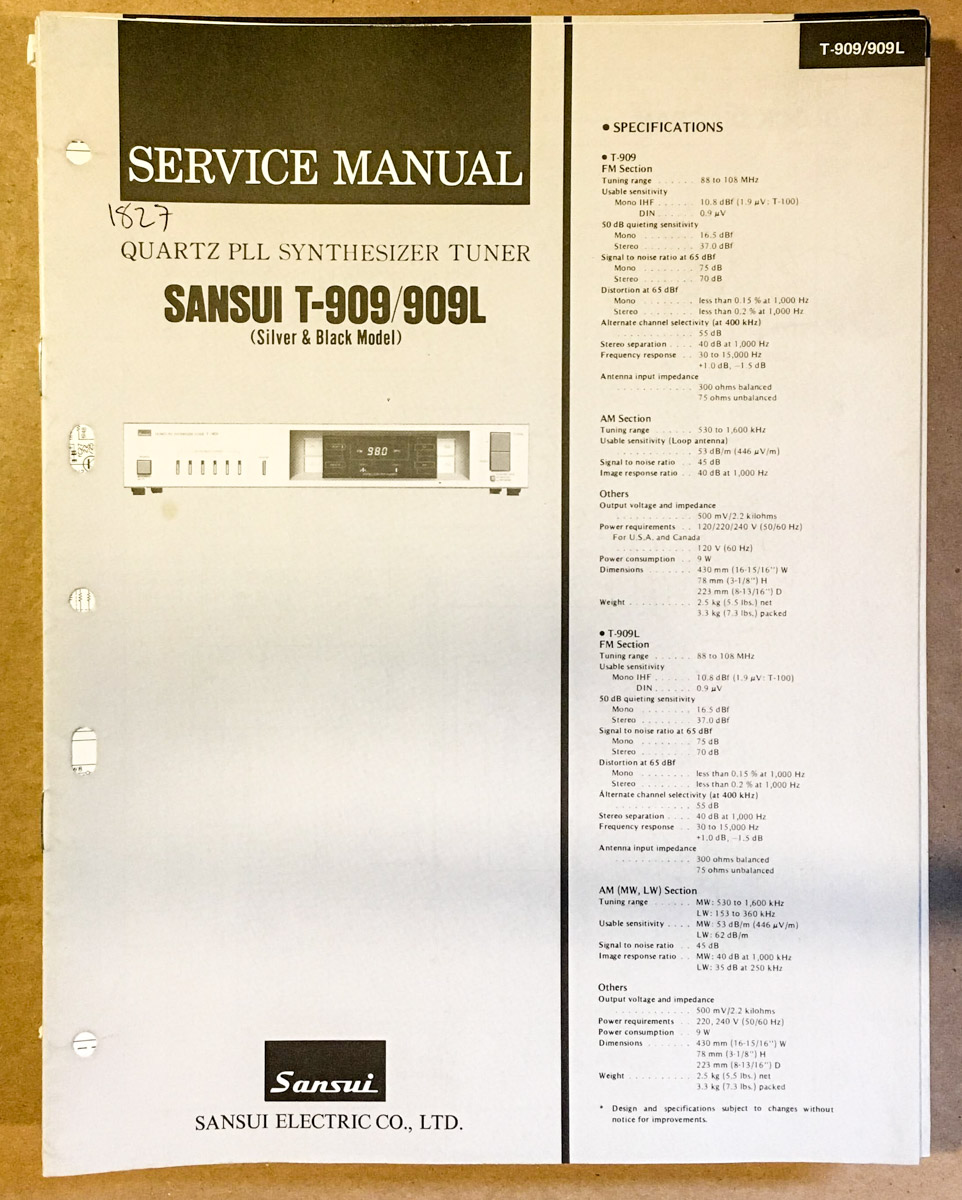 SERVICE MANUAL
1827
QUARTZ PLL SYNTHESIZER TUNER
SANSUI T-909/909L
(Silver & Black Model)
98.0
Sansui
SANSUI ELECTRIC CO., LTD.
T-909/909L
● SPECIFICATIONS
● T-909
FM Section
Tuning range . . . . . . 88 to 108 MHz
Usable sensitivity
Mono IHF . . . . . . 10.8 dBf (1.9 μV: T-100)
DIN . . . . . . 0.9 μV
50 dB quieting sensitivity
Mono . . . . . . . . 16.5 dBf
Stereo . . . . . . . . 37.0 dBf
Signal to noise ratio at 65 dBf
Mono . . . . . . . . 75 dB
Stereo . . . . . . . . 70 dB
Distortion at 65 dBf
Mono . . . . . . . . less than 0.15 % at 1,000 Hz
Stereo . . . . . . . . less than 0.2 % at 1,000 Hz
Alternate channel selectivity (at 400 kHz)
. . . . . . . . . . . . 55 dB
Stereo separation . . . . 40 dB at 1,000 Hz
Frequency response . . 30 to 15,000 Hz
+1.0 dB, –1.5 dB
Antenna input impedance
. . . . . . . . . . . . 300 ohms balanced
75 ohms unbalanced
AM Section
Tuning range . . . . . . 530 to 1,600 kHz
Usable sensitivity (Loop antenna)
. . . . . . . . . . . . 53 dB/m (446 μV/m)
Signal to noise ratio . . 45 dB
Image response ratio . . 40 dB at 1,000 Hz
Others
Output voltage and impedance
. . . . . . . . . . . . 500 mV/2.2 kilohms
Power requirements . . 120/220/240 V (50/60 Hz)
For U.S.A. and Canada
. . . . . . . . . . . . 120 V (60 Hz)
Power consumption . . 9 W
Dimensions . . . . . . . 430 mm (16-15/16") W
78 mm (3-1/8") H
223 mm (8-13/16") D
Weight . . . . . . . . . . 2.5 kg (5.5 lbs.) net
3.3 kg (7.3 lbs.) packed
● T-909L
FM Section
Tuning range . . . . . . 88 to 108 MHz
Usable sensitivity
Mono IHF . . . . . . 10.8 dBf (1.9 μV: T-100)
DIN . . . . . . 0.9 μV
50 dB quieting sensitivity
Mono . . . . . . . . 16.5 dBf
Stereo . . . . . . . . 37.0 dBf
Signal to noise ratio at 65 dBf
Mono . . . . . . . . 75 dB
Stereo . . . . . . . . 70 dB
Distortion at 65 dBf
Mono . . . . . . . . less than 0.15 % at 1,000 Hz
Stereo . . . . . . . . less than 0.2 % at 1,000 Hz
Alternate channel selectivity (at 400 kHz)
. . . . . . . . . . . . 55 dB
Stereo separation . . . . 40 dB at 1,000 Hz
Frequency response . . 30 to 15,000 Hz
+1.0 dB, –1.5 dB
Antenna input impedance
. . . . . . . . . . . . 300 ohms balanced
75 ohms unbalanced
AM (MW, LW) Section
Tuning range . . . . . . MW: 530 to 1,600 kHz
LW: 153 to 360 kHz
Usable sensitivity . . . . MW: 53 dB/m (446 μV/m)
LW: 62 dB/m
Signal to noise ratio . . 45 dB
Image response ratio . . MW: 40 dB at 1,000 kHz
LW: 35 dB at 250 kHz
Others
Output voltage and impedance
. . . . . . . . . . . . 500 mV/2.2 kilohms
Power requirements . . 220, 240 V (50/60 Hz)
Power consumption . . 9 W
Dimensions . . . . . . . 430 mm (16-15/16") W
78 mm (3-1/8") H
223 mm (8-13/16") D
Weight . . . . . . . . . . 2.5 kg (5.5 lbs.) net
3.3 kg (7.3 lbs.) packed
* Design and specifications subject to changes without
notice for improvements.